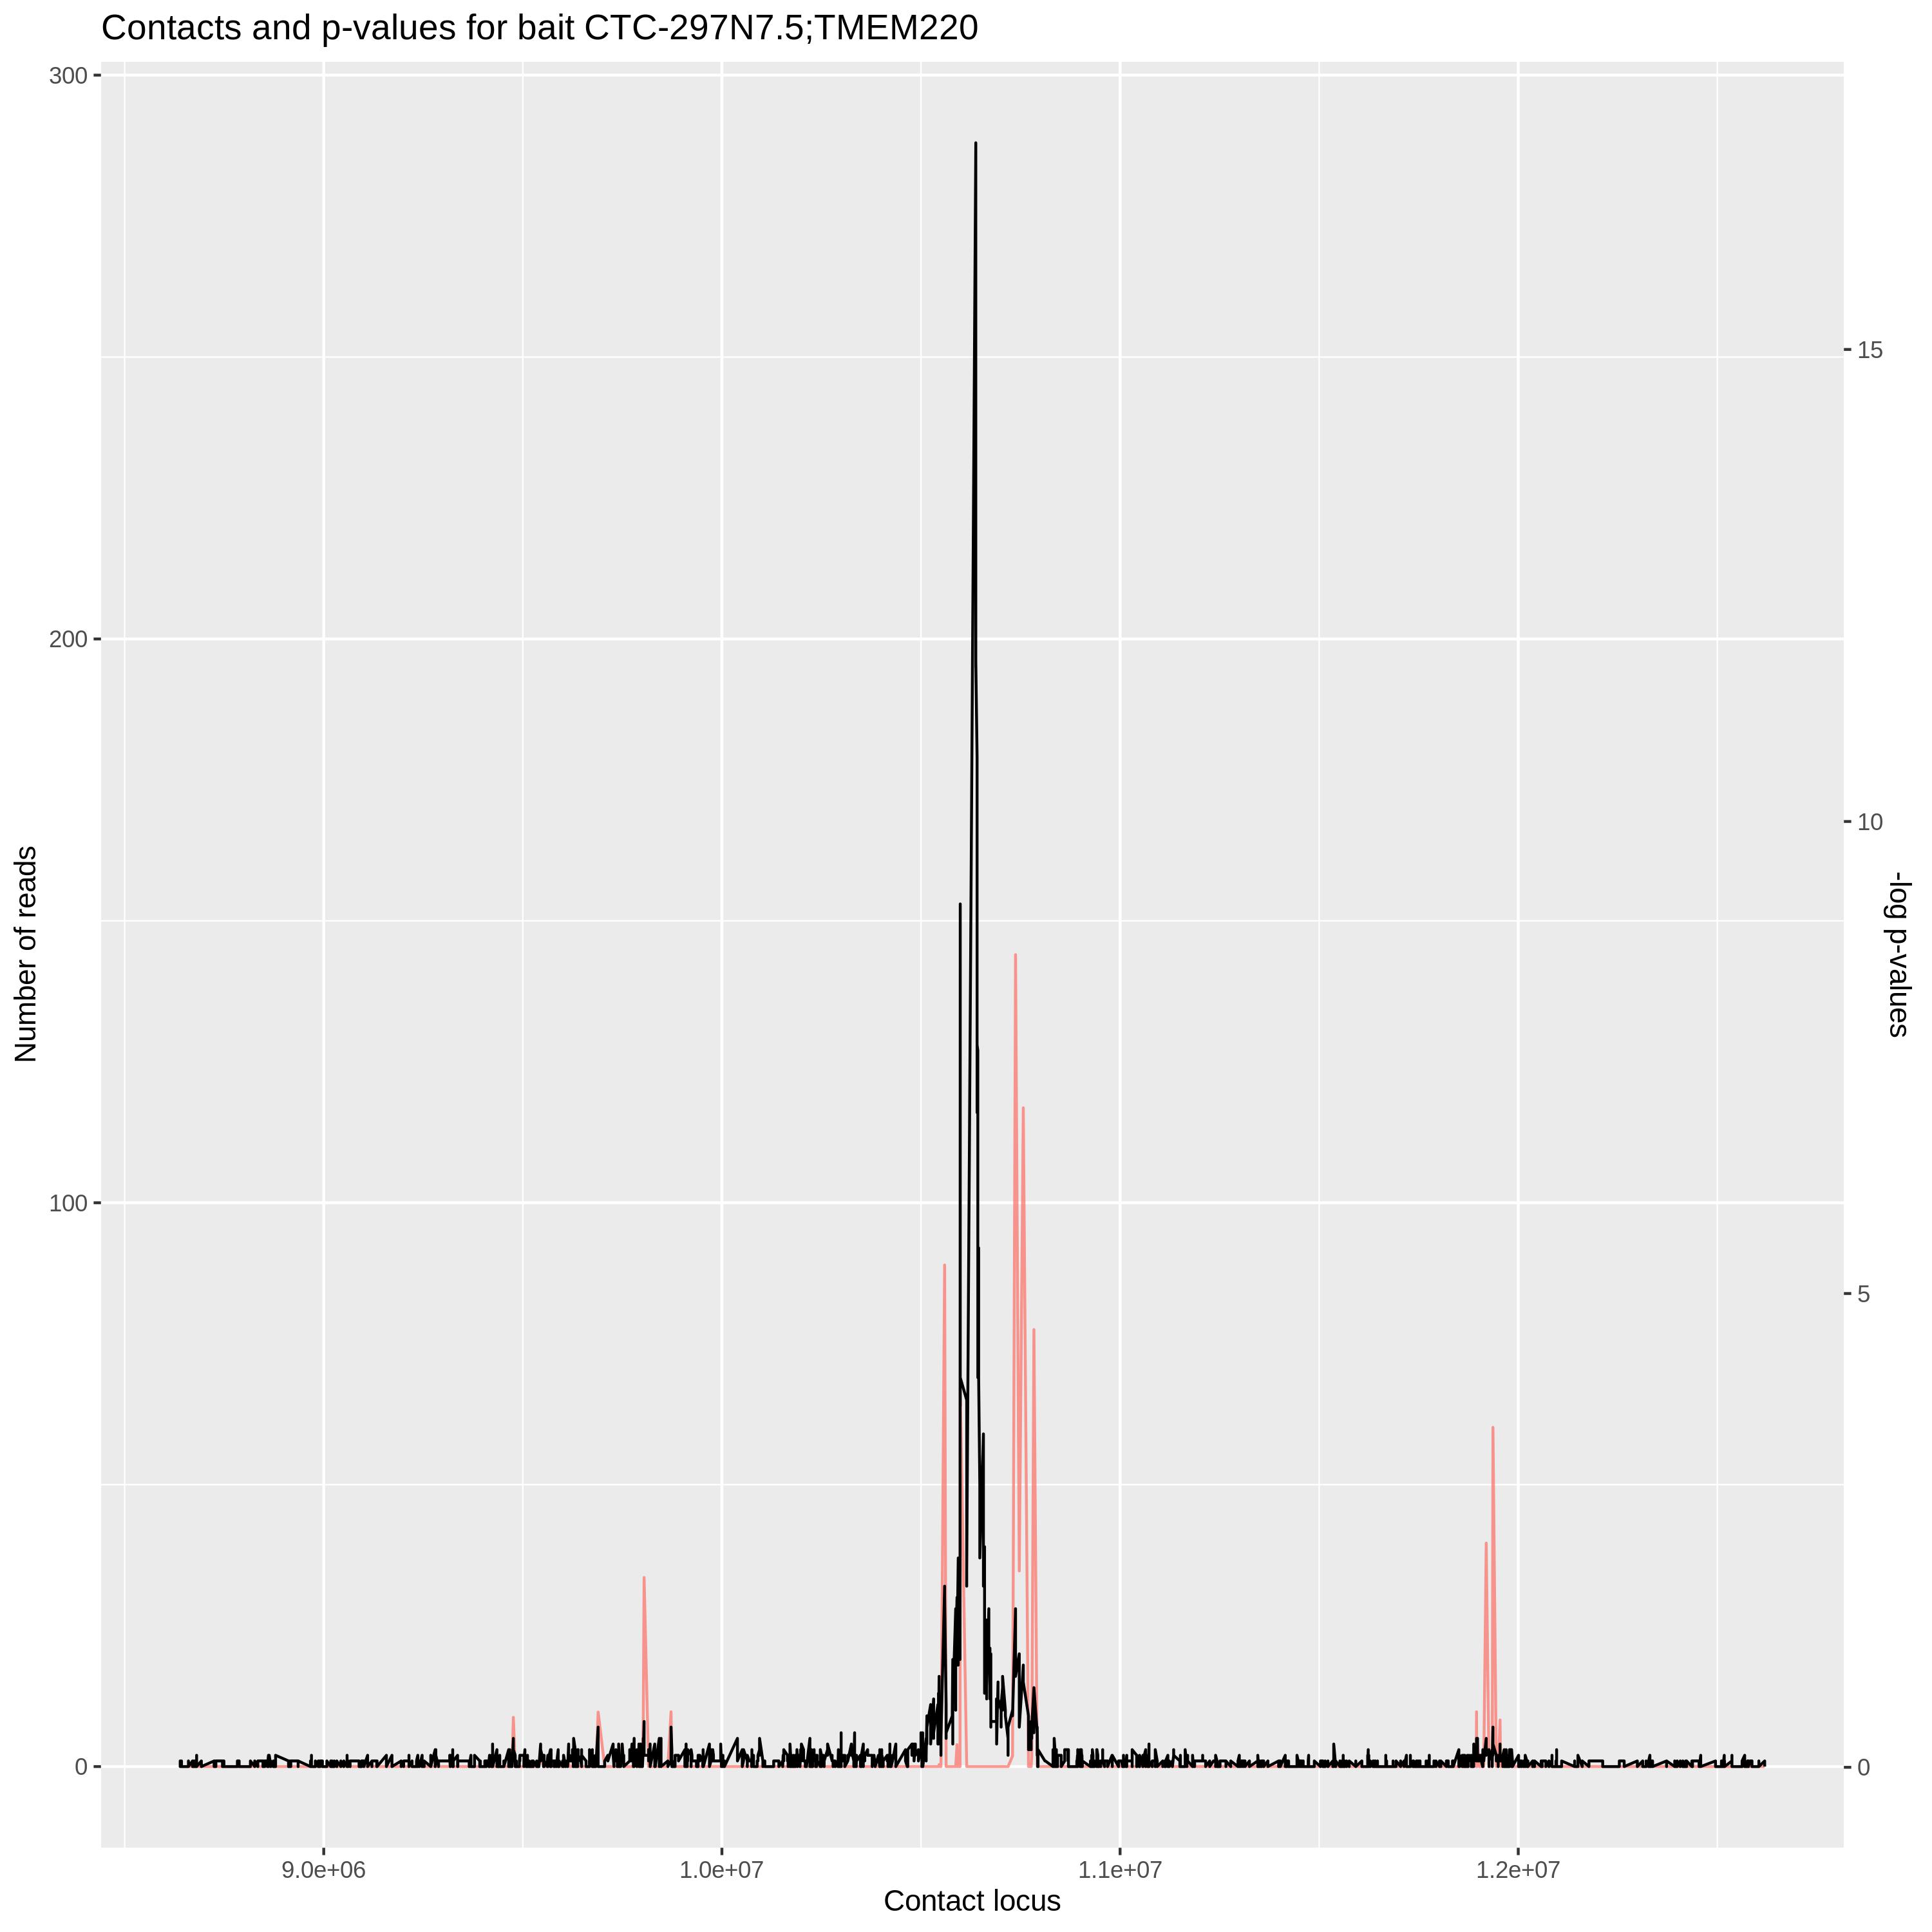 Contacts and p-values for bait CTC-297N7.5;TMEM220
300
200
100
0
Number of reads
15
10
5
0
-log p-values
9.0e+06
1.0e+07
1.1e+07
1.2e+07
Contact locus